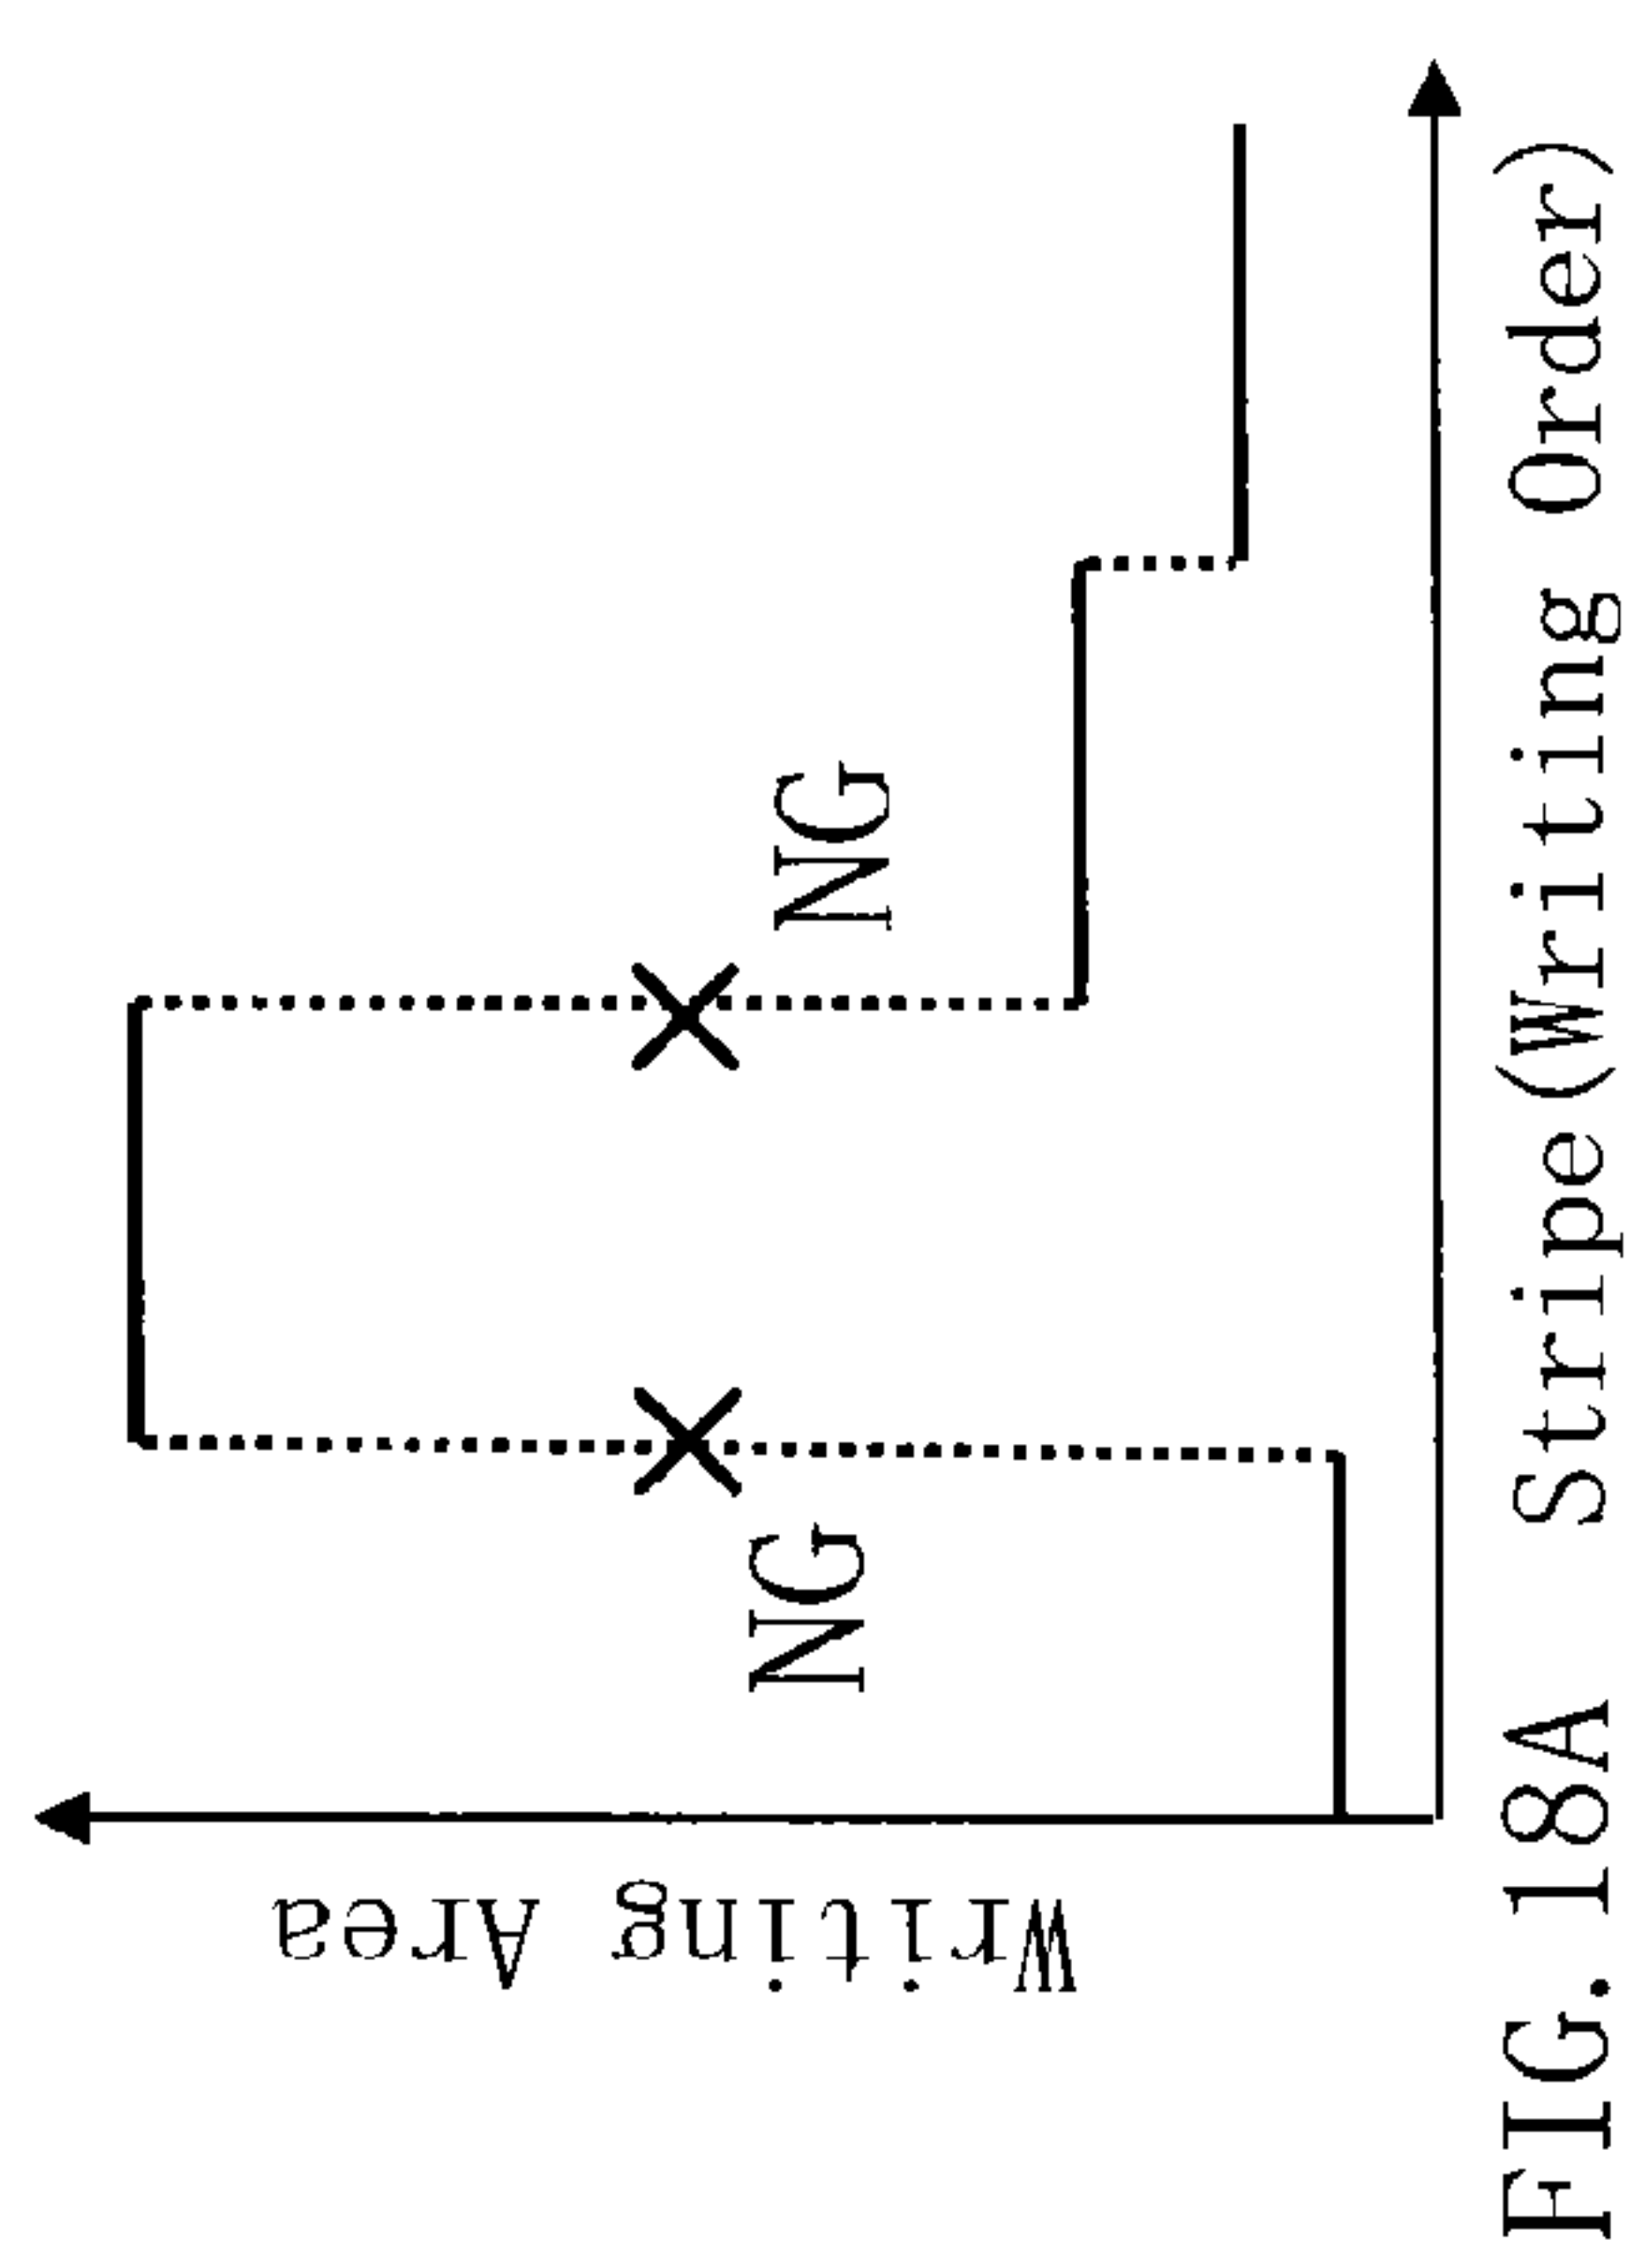 Writing Area
NG
NG
Stripe(Writing Order)
FIG. 18A